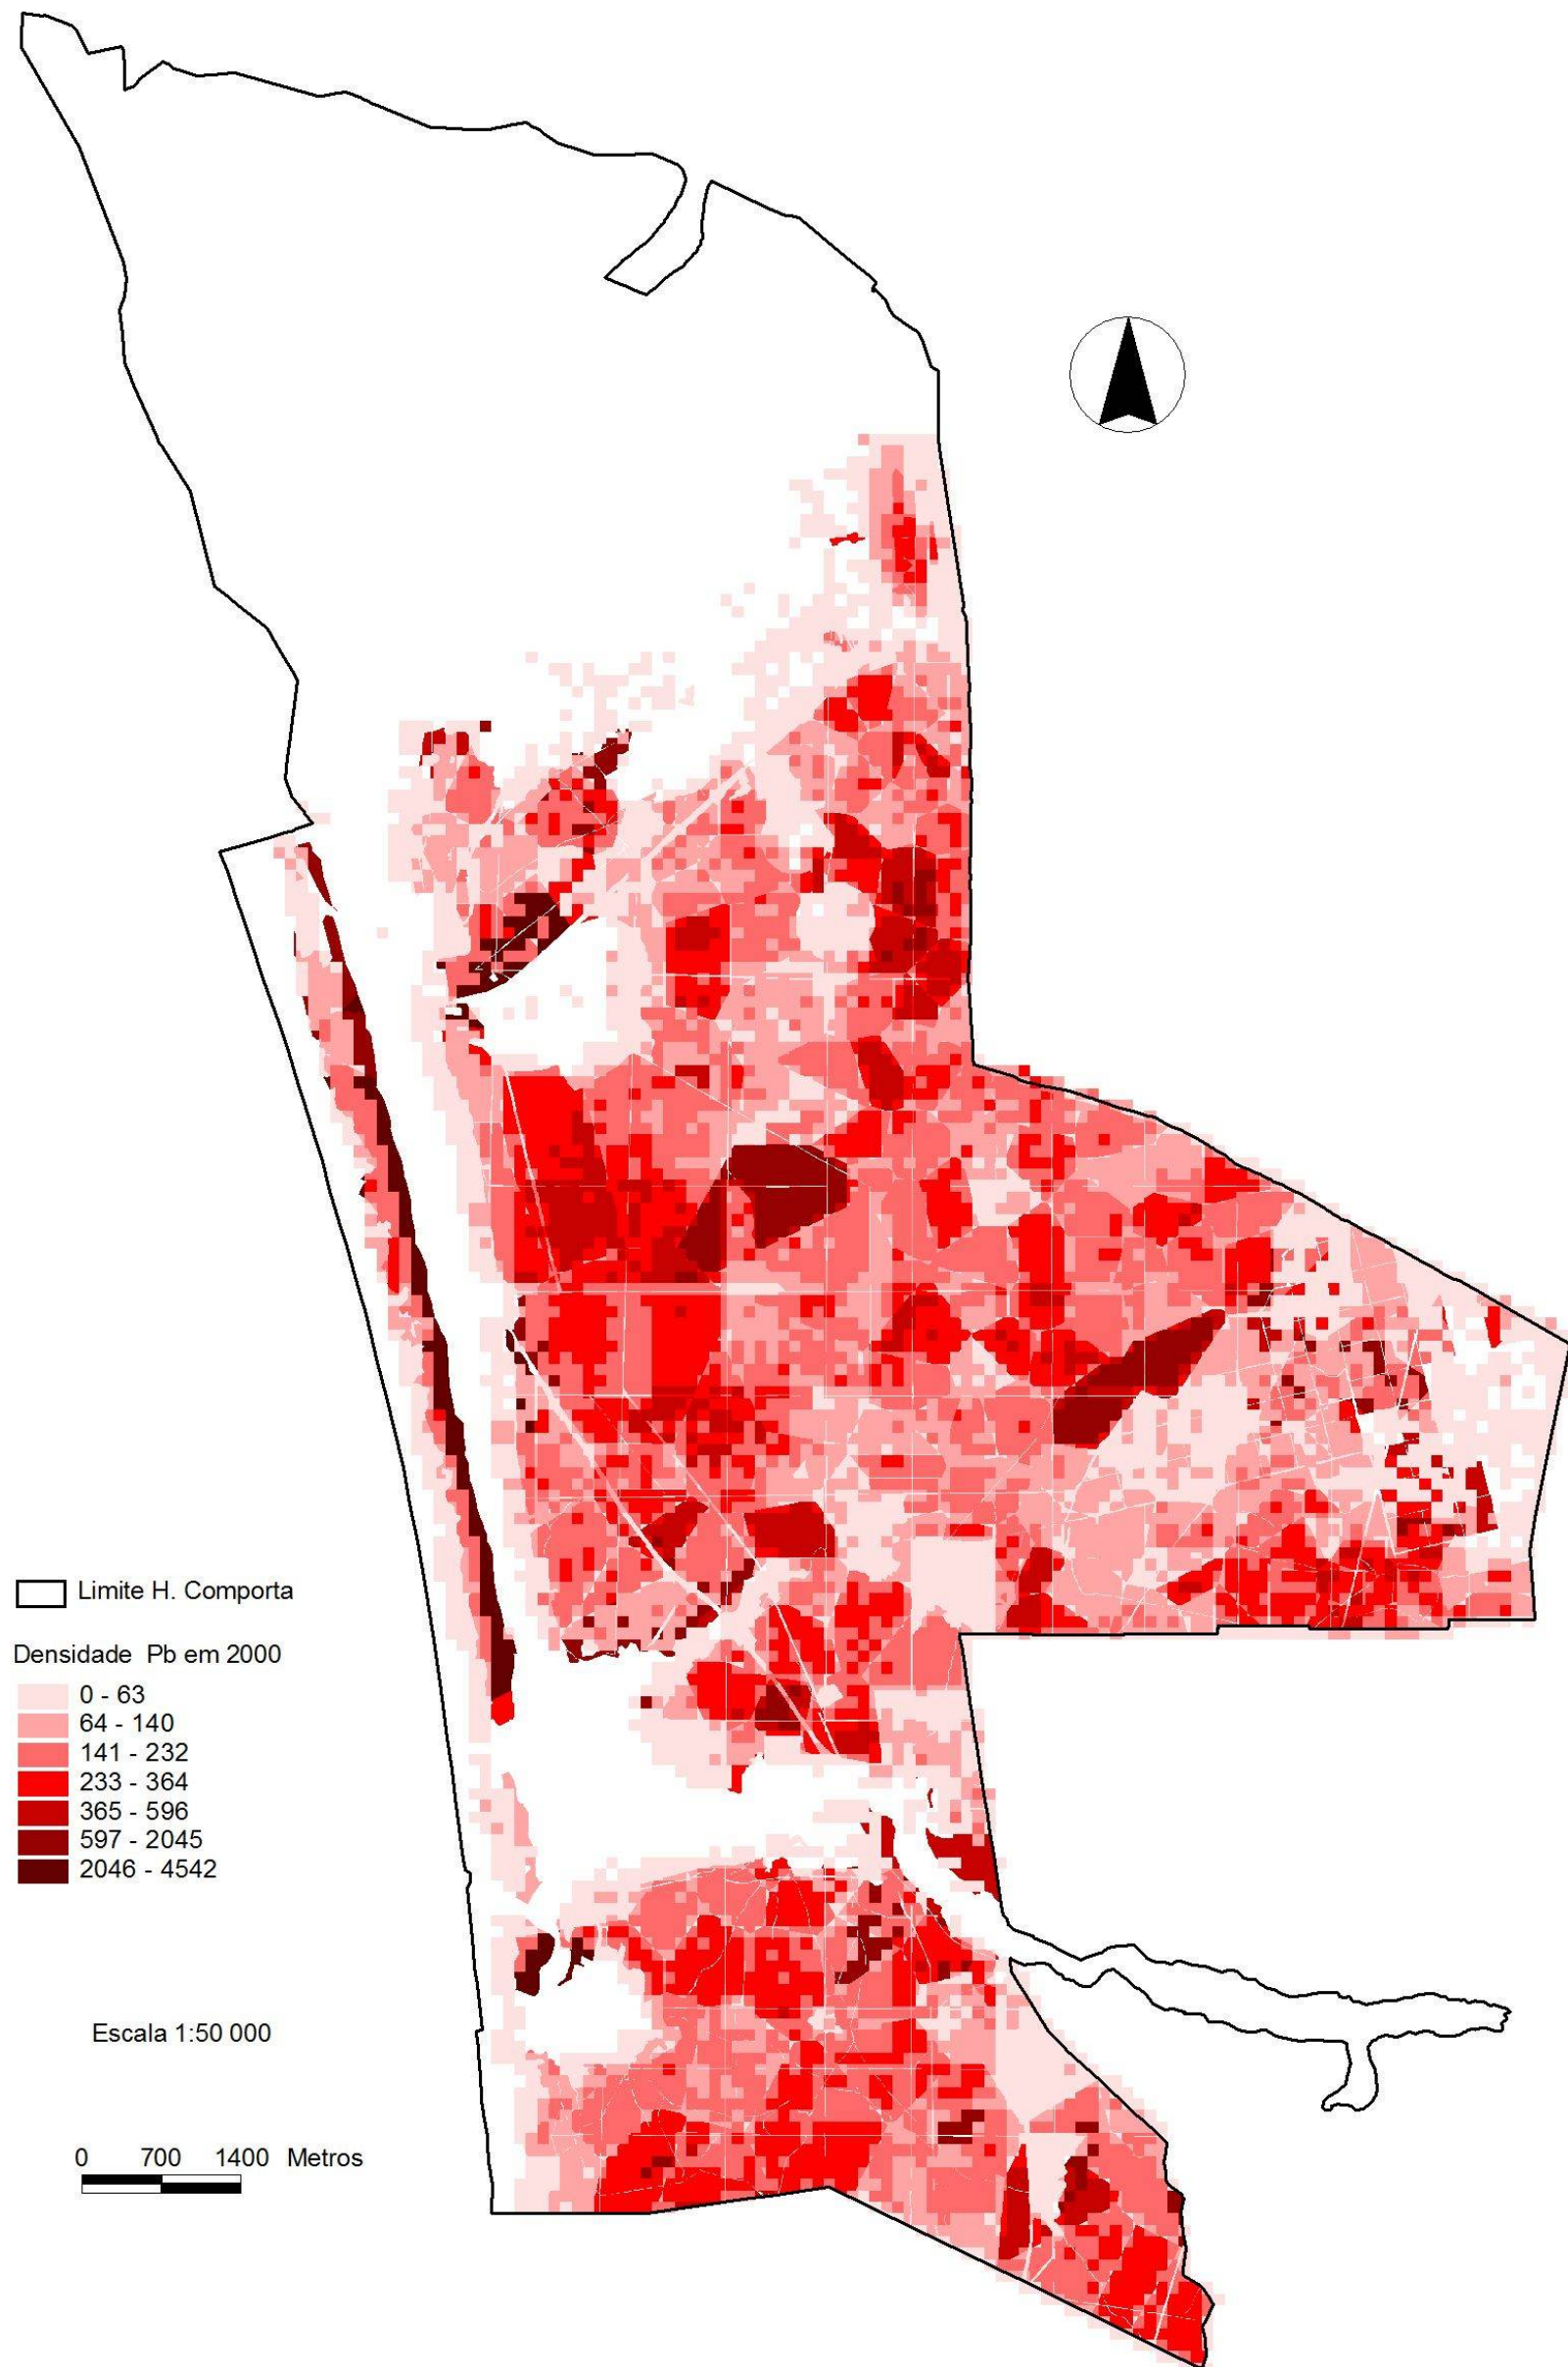 Limite H. Comporta
Densidade Pb em 2000
0 - 63
64 - 140
141 - 232
233 - 364
365 - 596
597 - 2045
2046 - 4542
Escala 1:50 000
0 700 1400 Metros